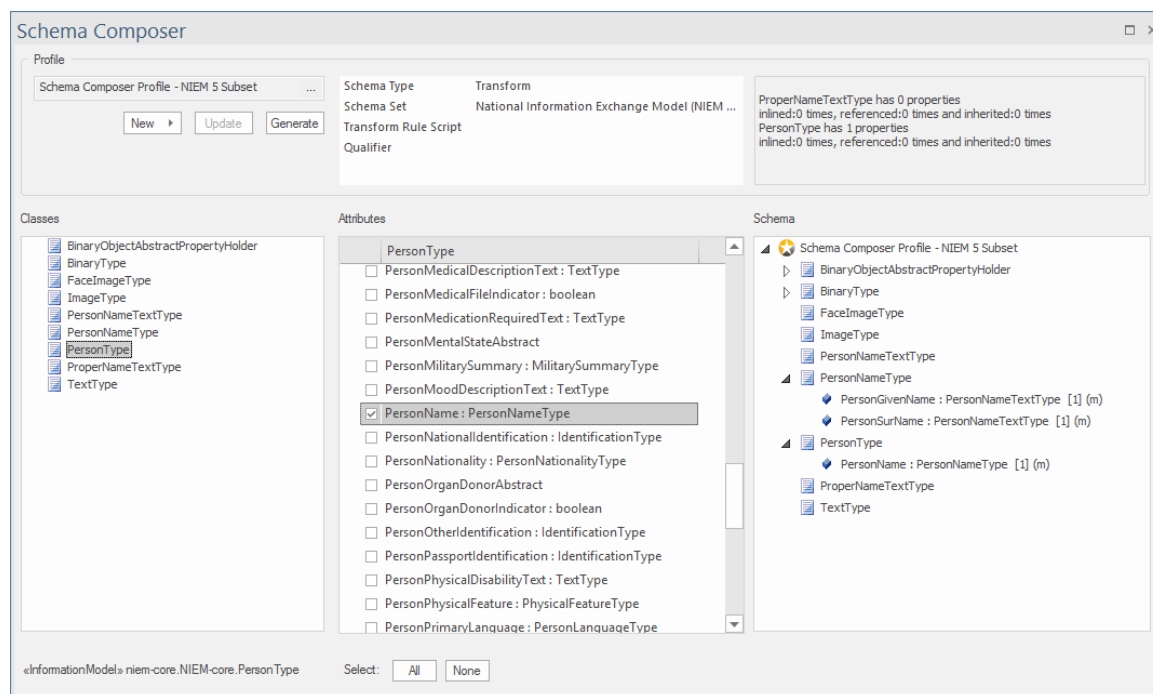 Schema Composer
Profile
Schema Composer Profile - NIEM 5 Subset ...
New
Update
Generate
Schema Type Transform
Schema Set National Information Exchange Model (NIEM ...
Transform Rule Script
Qualifier
ProperNameTextType has 0 properties
inlined:0 times, referenced:0 times and inherited:0 times
PersonType has 1 properties
inlined:0 times, referenced:0 times and inherited:0 times
Classes
BinaryObjectAbstractPropertyHolder
BinaryType
FaceImageType
ImageType
PersonNameTextType
PersonNameType
PersonType
ProperNameTextType
TextType
Attributes
PersonType
PersonMedicalDescriptionText : TextType
PersonMedicalFileIndicator : boolean
PersonMedicationRequiredText : TextType
PersonMentalStateAbstract
PersonMilitarySummary : MilitarySummaryType
PersonMoodDescriptionText : TextType
PersonName : PersonNameType
PersonNationalIdentification : IdentificationType
PersonNationality : PersonNationalityType
PersonOrganDonorAbstract
PersonOrganDonorIndicator : boolean
PersonOtherIdentification : IdentificationType
PersonPassportIdentification : IdentificationType
PersonPhysicalDisabilityText : TextType
PersonPhysicalFeature : PhysicalFeatureType
PersonPrimaryLanguage : PersonLanguageType
Schema
Schema Composer Profile - NIEM 5 Subset
BinaryObjectAbstractPropertyHolder
BinaryType
FaceImageType
ImageType
PersonNameTextType
PersonNameType
PersonGivenName : PersonNameTextType [1] (m)
PersonSurName : PersonNameTextType [1] (m)
PersonType
PersonName : PersonNameType [1] (m)
ProperNameTextType
TextType
«InformationModel» niem-core.NIEM-core.PersonType
Select: All None